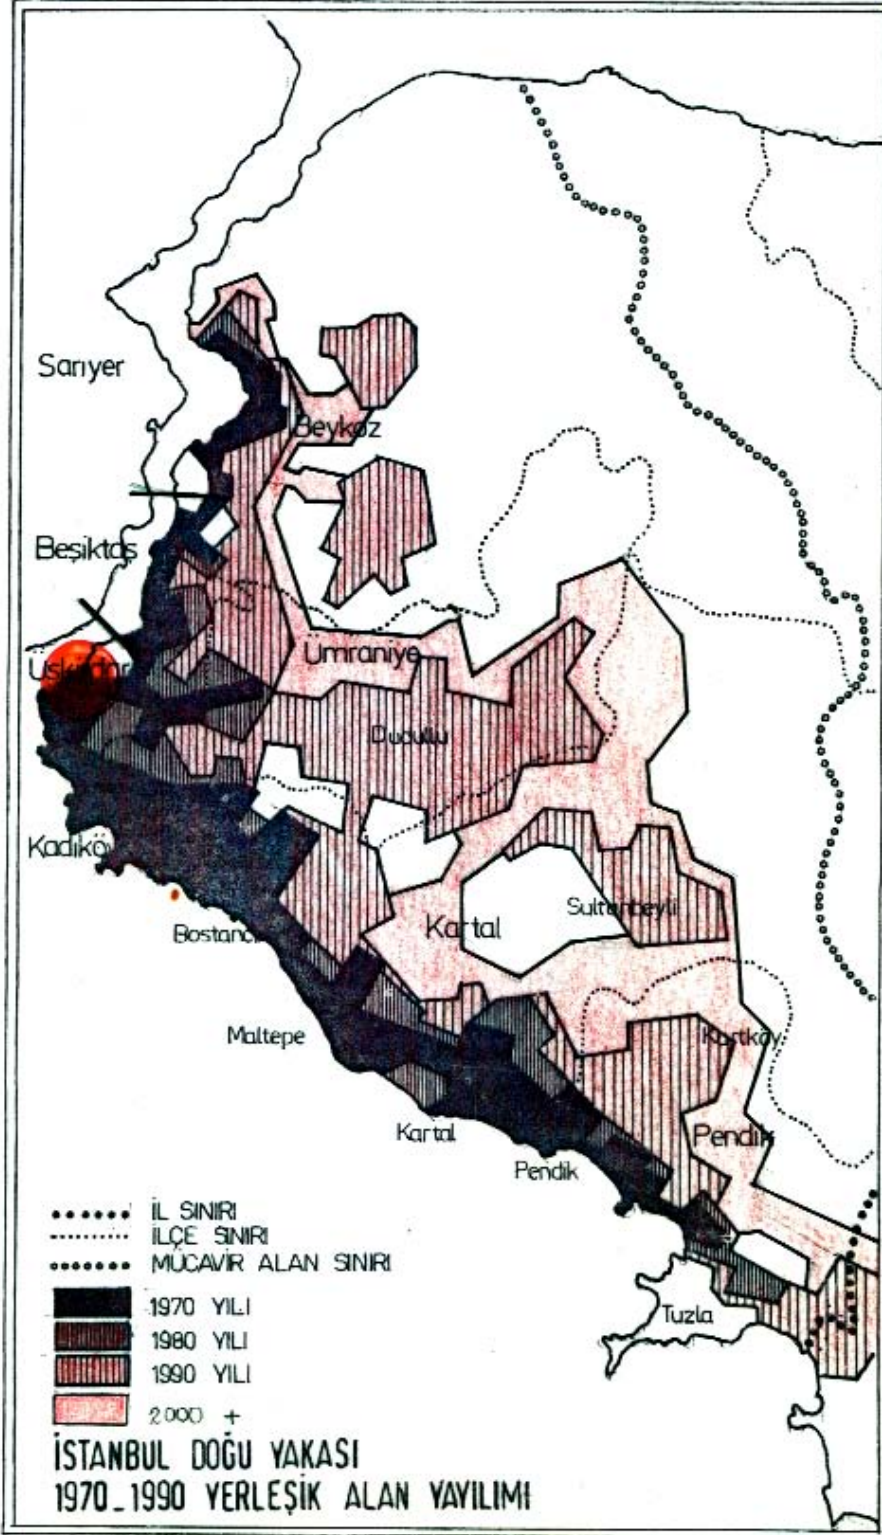 Sarıyer
Beykoz
Beşiktaş
Ümraniye
Üsküdar
Dudullu
Kadıköy
Sultanbeyli
Kartal
Bostancı
Maltepe
Kurtköy
Kartal
Pendik
Pendik
Tuzla
İL SINIRI
İLÇE SINIRI
MÜCAVİR ALAN SINIRI
1970 YILI
1980 YILI
1990 YILI
2000 +
İSTANBUL DOĞU YAKASI
1970_1990 YERLEŞİK ALAN YAYILIMI